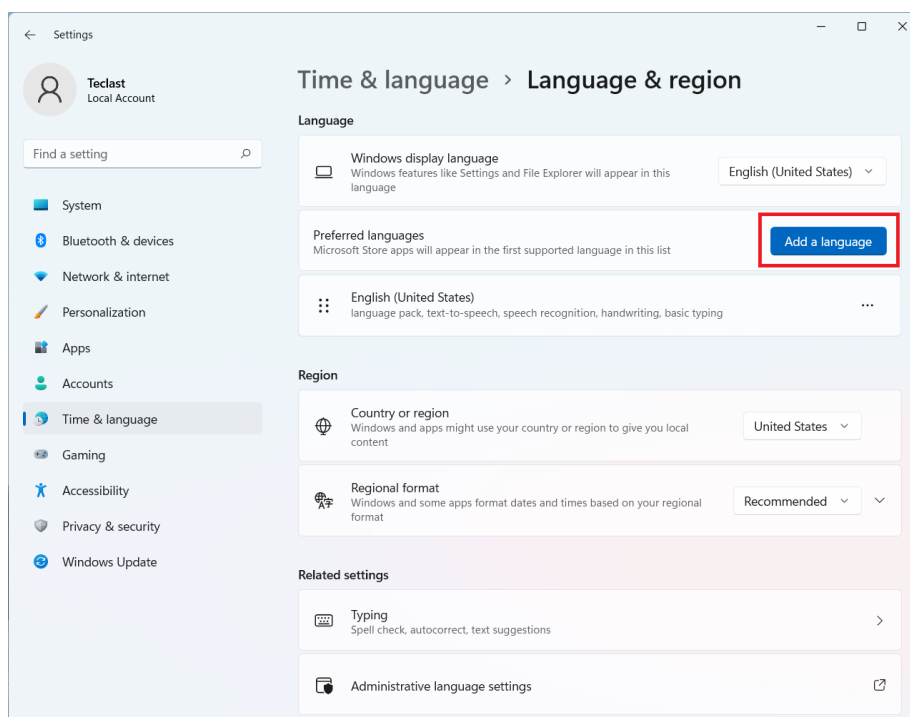 Settings
Teclast
Local Account
Find a setting
System
Bluetooth & devices
Network & internet
Personalization
Apps
Accounts
Time & language
Gaming
Accessibility
Privacy & security
Windows Update
Time & language › Language & region
Language
Windows display language
Windows features like Settings and File Explorer will appear in this
language
English (United States)
Preferred languages
Microsoft Store apps will appear in the first supported language in this list
Add a language
English (United States)
language pack, text-to-speech, speech recognition, handwriting, basic typing
Region
Country or region
Windows and apps might use your country or region to give you local
content
United States
Regional format
Windows and some apps format dates and times based on your regional
format
Recommended
Related settings
Typing
Spell check, autocorrect, text suggestions
Administrative language settings